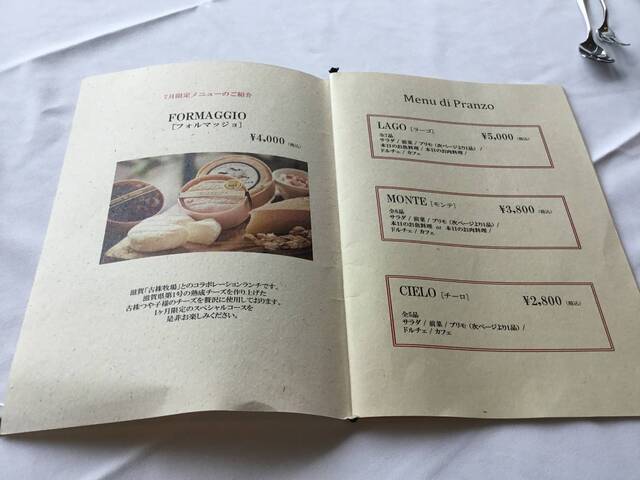 7月限定メニューのご紹介
FORMAGGIO
[フォルマッジョ]
¥4,000 (税込)
滋賀「古株牧場」とのコラボレーションランチです。
滋賀県第1号の熟成チーズを作り上げた
古株つや子様のチーズを贅沢に使用しております。
1ヶ月限定のスペシャルコースを
是非お楽しみください。
Menu di Pranzo
LAGO [ラーゴ] ¥5,000 (税込)
全7品
サラダ / 前菜 / プリモ (次ページより1品) /
本日のお魚料理 / 本日のお肉料理 /
ドルチェ / カフェ
MONTE [モンテ] ¥3,800 (税込)
全6品
サラダ / 前菜 / プリモ (次ページより1品) /
本日のお魚料理 or 本日のお肉料理 /
ドルチェ / カフェ
CIELO [チーロ] ¥2,800 (税込)
全5品
サラダ / 前菜 / プリモ (次ページより1品) /
ドルチェ / カフェ